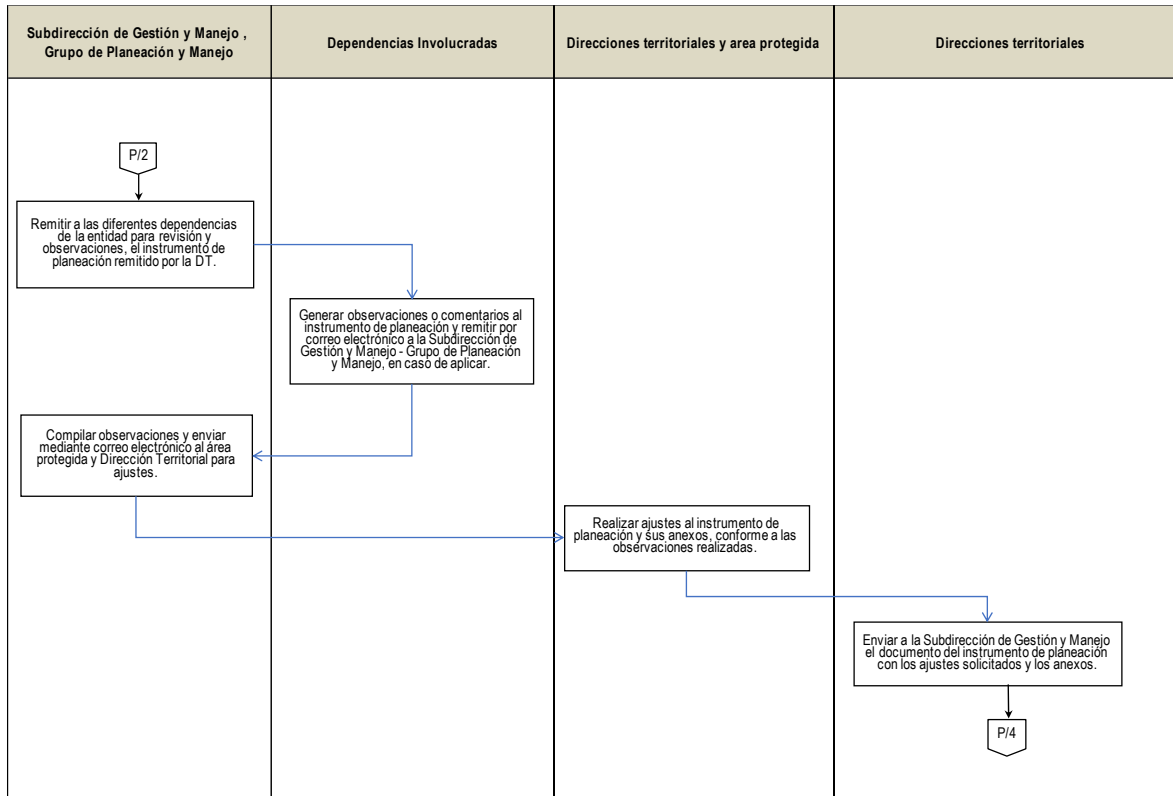 Subdirección de Gestión y Manejo ,
Grupo de Planeación y Manejo
Dependencias Involucradas
Direcciones territoriales y area protegida
Direcciones territoriales
P/2
Remitir a las diferentes dependencias
de la entidad para revisión y
observaciones, el instrumento de
planeación remitido por la DT.
Generar observaciones o comentarios al
instrumento de planeación y remitir por
correo electrónico a la Subdirección de
Gestión y Manejo - Grupo de Planeación
y Manejo, en caso de aplicar.
Compilar observaciones y enviar
mediante correo electrónico al área
protegida y Dirección Territorial para
ajustes.
Realizar ajustes al instrumento de
planeación y sus anexos, conforme a las
observaciones realizadas.
Enviar a la Subdirección de Gestión y Manejo
el documento del instrumento de planeación
con los ajustes solicitados y los anexos.
P/4